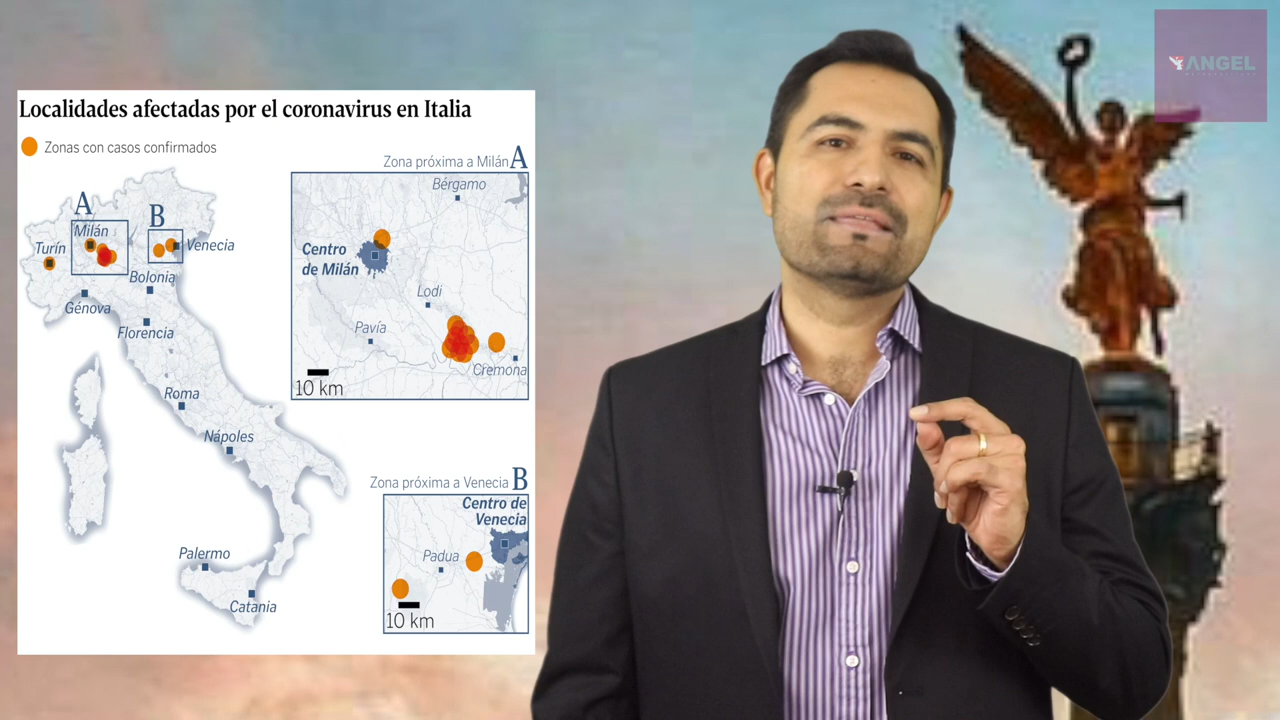 Localidades afectadas por el coronavirus en Italia
Zonas con casos confirmados
A
Milán
Turín
B
Venecia
Bolonia
Génova
Florencia
Roma
Nápoles
Palermo
Catania
Zona próxima a Milán A
Bérgamo
Centro
de Milán
Lodi
Pavía
Cremona
10 km
Zona próxima a Venecia B
Centro de
Venecia
Padua
10 km
ANGEL